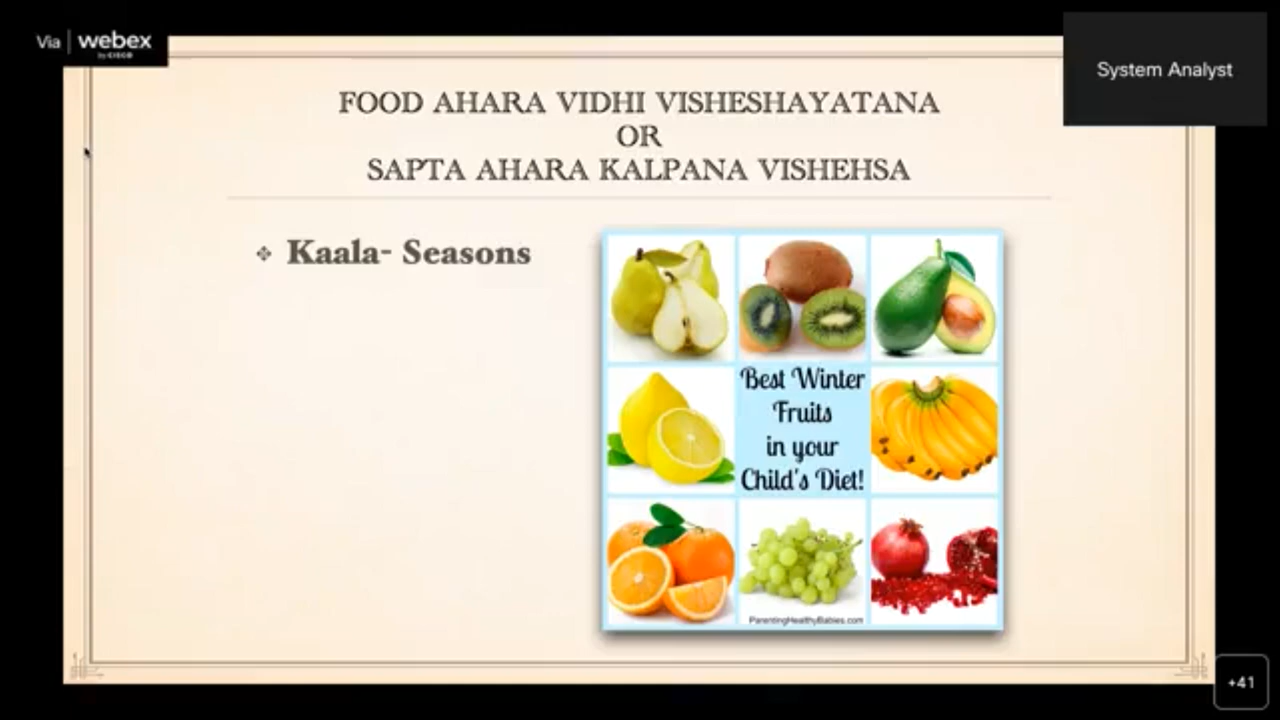 Via | webex
by CISCO
System Analyst
FOOD AHARA VIDHI VISHESHAYATANA
OR
SAPTA AHARA KALPANA VISHEHSA
❖ Kaala- Seasons
Best Winter
Fruits
in your
Child's Diet!
ParentingHealthyBabies.com
+41